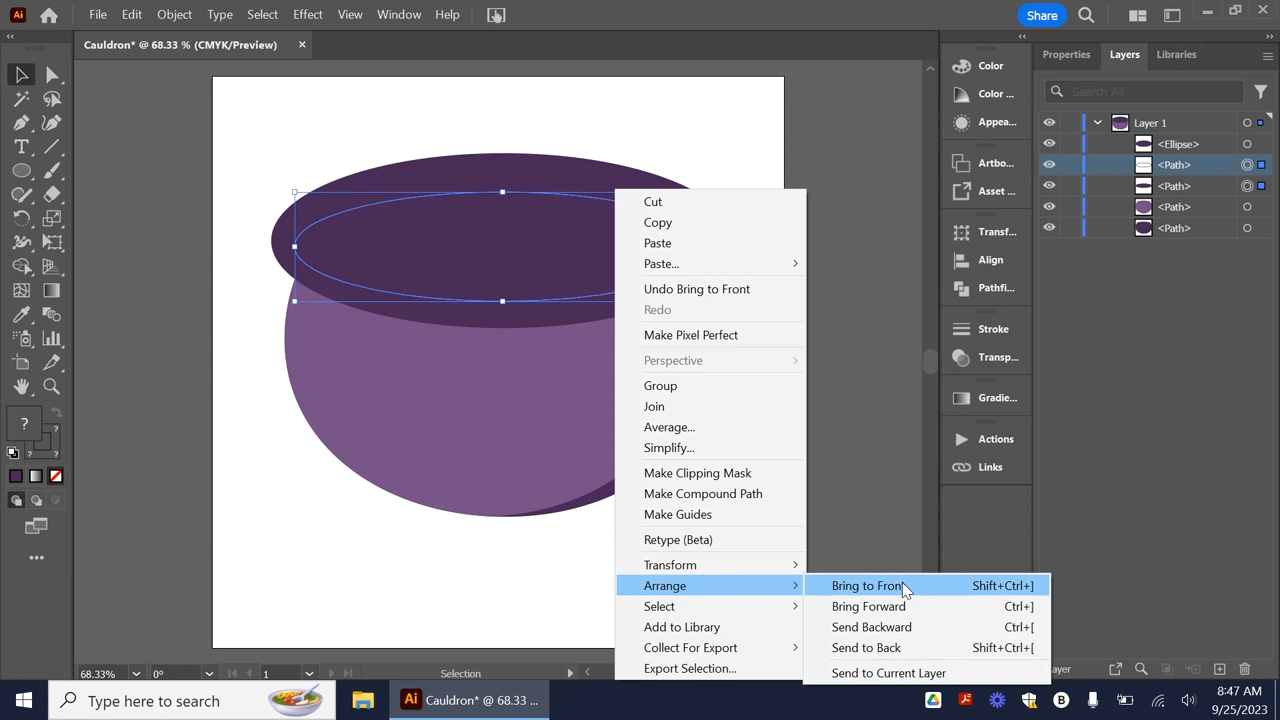 Ai File Edit Object Type Select Effect View Window Help Share
Cauldron* @ 68.33 % (CMYK/Preview)
Properties Layers Libraries
Search All
Color
Color ...
Appea...
Artbo...
Asset ...
Transf...
Align
Pathfi...
Stroke
Transp...
Gradie...
Actions
Links
Layer 1
<Ellipse>
<Path>
<Path>
<Path>
<Path>
Cut
Copy
Paste
Paste...
Undo Bring to Front
Redo
Make Pixel Perfect
Perspective
Group
Join
Average...
Simplify...
Make Clipping Mask
Make Compound Path
Make Guides
Retype (Beta)
Transform
Arrange
Select
Add to Library
Collect For Export
Export Selection...
Bring to Front Shift+Ctrl+]
Bring Forward Ctrl+]
Send Backward Ctrl+[
Send to Back Shift+Ctrl+[
Send to Current Layer
?
?
?
?
68.33% 0° 1 Selection
Type here to search
Ai Cauldron* @ 68.33 ...
8:47 AM
9/25/2023